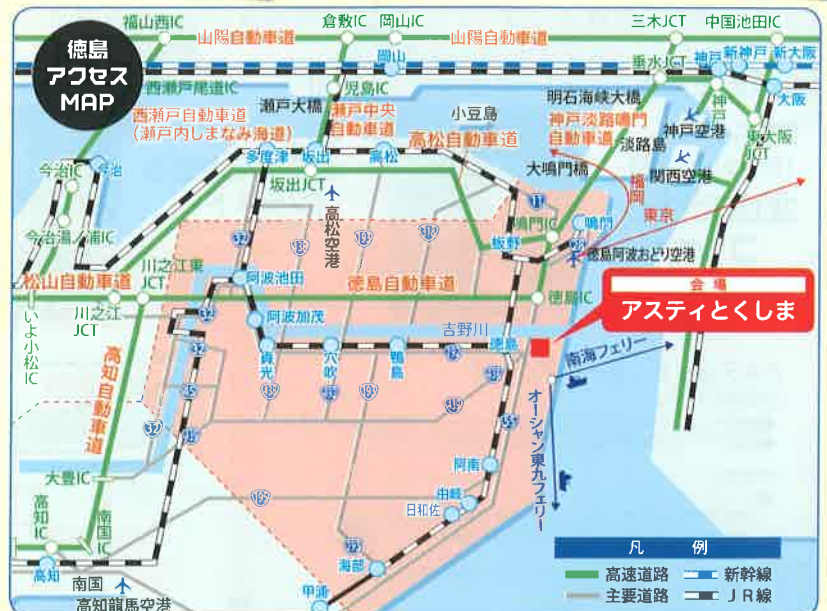 徳島
アクセス
MAP
福山西IC
山陽自動車道
倉敷IC
岡山IC
山陽自動車道
三木JCT
中国池田IC
岡山
垂水JCT
神戸
新神戸
新大阪
大阪
西瀬戸尾道IC
児島IC
瀬戸大橋
瀬戸中央
自動車道
西瀬戸自動車道
(瀬戸内しまなみ海道)
小豆島
明石海峡大橋
神戸淡路鳴門
自動車道
神戸
神戸空港
東大阪
JCT
淡路島
関西空港
高松自動車道
多度津
坂出
高松
坂出JCT
大鳴門橋
今治IC
今治
今治湯ノ浦IC
高松空港
福岡
東京
11
鳴門IC
鳴門
28
板野
徳島阿波おどり空港
32
193
松山自動車道
川之江東
JCT
阿波池田
徳島自動車道
徳島IC
会場
アスティとくしま
川之江
JCT
いよ小松IC
32
阿波加茂
吉野川
貞光
穴吹
鴨島
192
徳島
南海フェリー
32
高知自動車道
55
オーシャン東九フェリー
32
大豊IC
阿南
由岐
日和佐
195
高知IC
南国IC
海部
甲浦
高知
南国
高知龍馬空港
凡例
高速道路
新幹線
主要道路
JR線